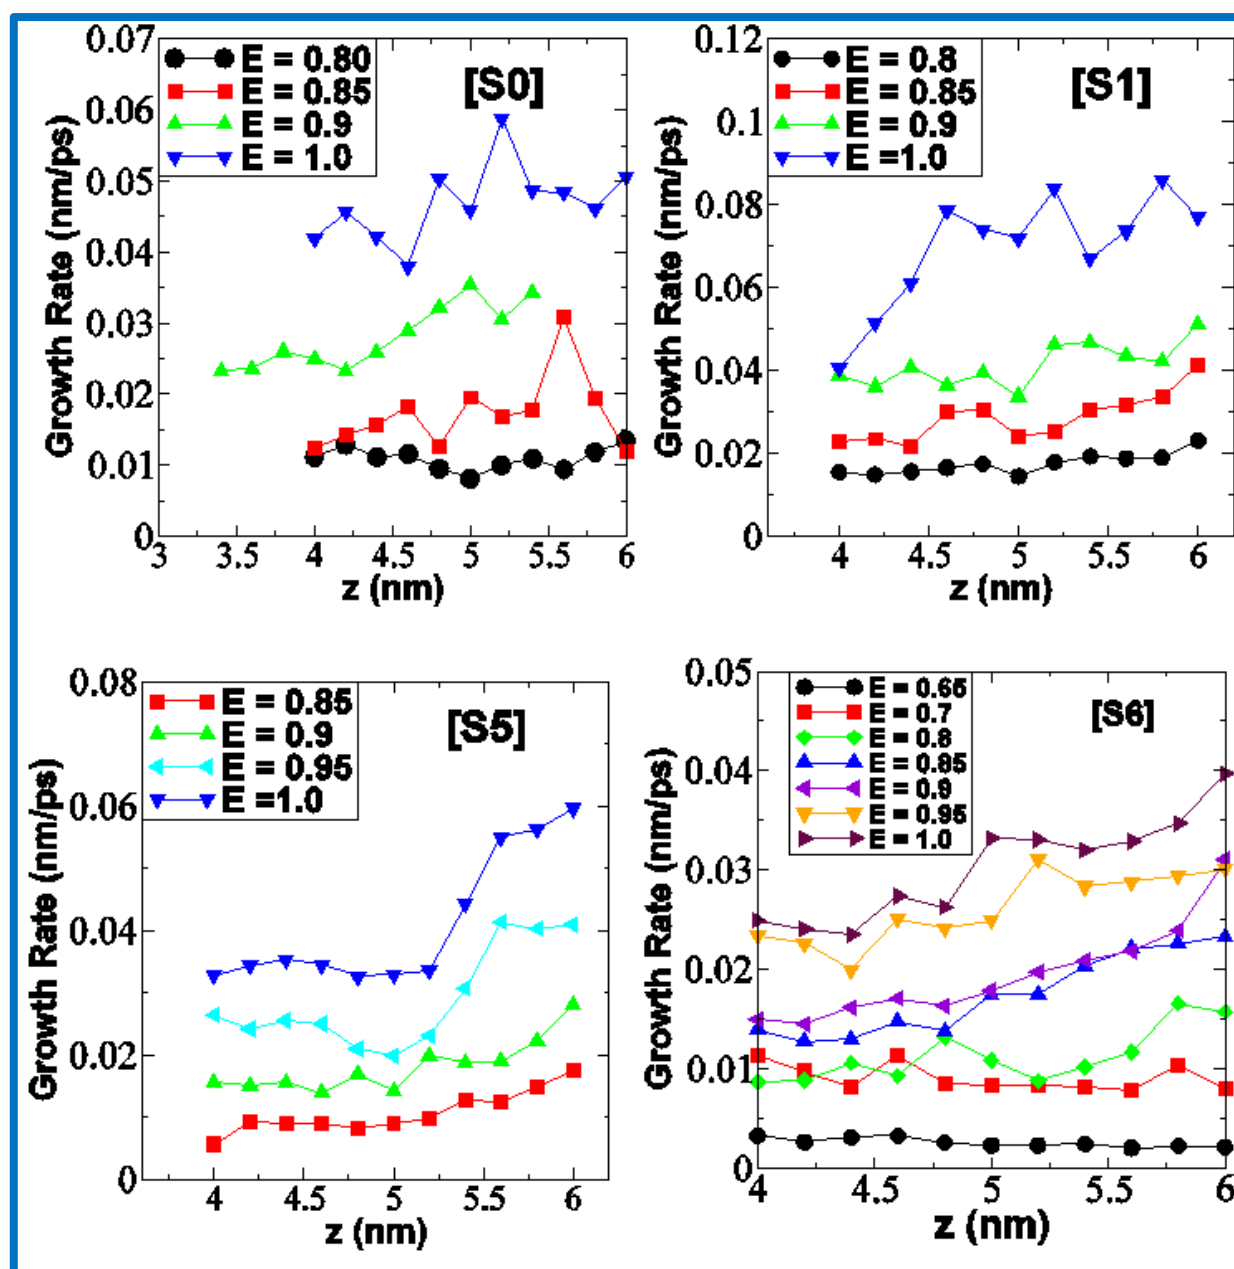 0.07
0.06
0.05
0.04
0.03
0.02
0.01
0
Growth Rate (nm/ps)
E = 0.80
E = 0.85
E = 0.9
E = 1.0
[S0]
3 3.5 4 4.5 5 5.5 6
z (nm)
0.12
0.1
0.08
0.06
0.04
0.02
0
Growth Rate (nm/ps)
E = 0.8
E = 0.85
E = 0.9
E =1.0
[S1]
4 4.5 5 5.5 6
z (nm)
0.08
0.06
0.04
0.02
0
Growth Rate (nm/ps)
E = 0.85
E = 0.9
E = 0.95
E =1.0
[S5]
4 4.5 5 5.5 6
z (nm)
0.05
0.04
0.03
0.02
0.01
0
Growth Rate (nm/ps)
E = 0.65
E = 0.7
E = 0.8
E = 0.85
E = 0.9
E = 0.95
E = 1.0
[S6]
4 4.5 5 5.5 6
z (nm)